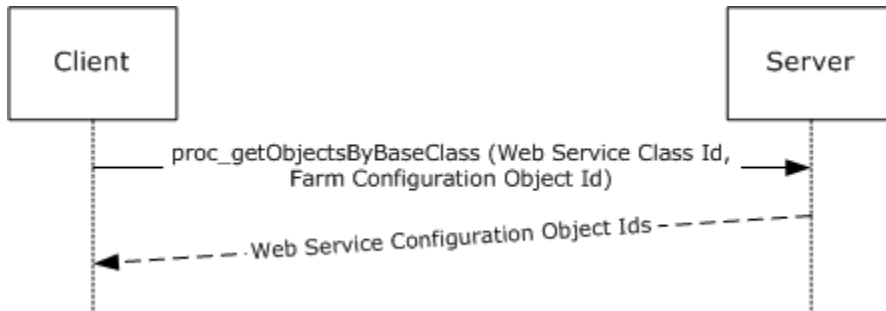 Client
Server
proc_getObjectsByBaseClass (Web Service Class Id,
Farm Configuration Object Id)
Web Service Configuration Object Ids